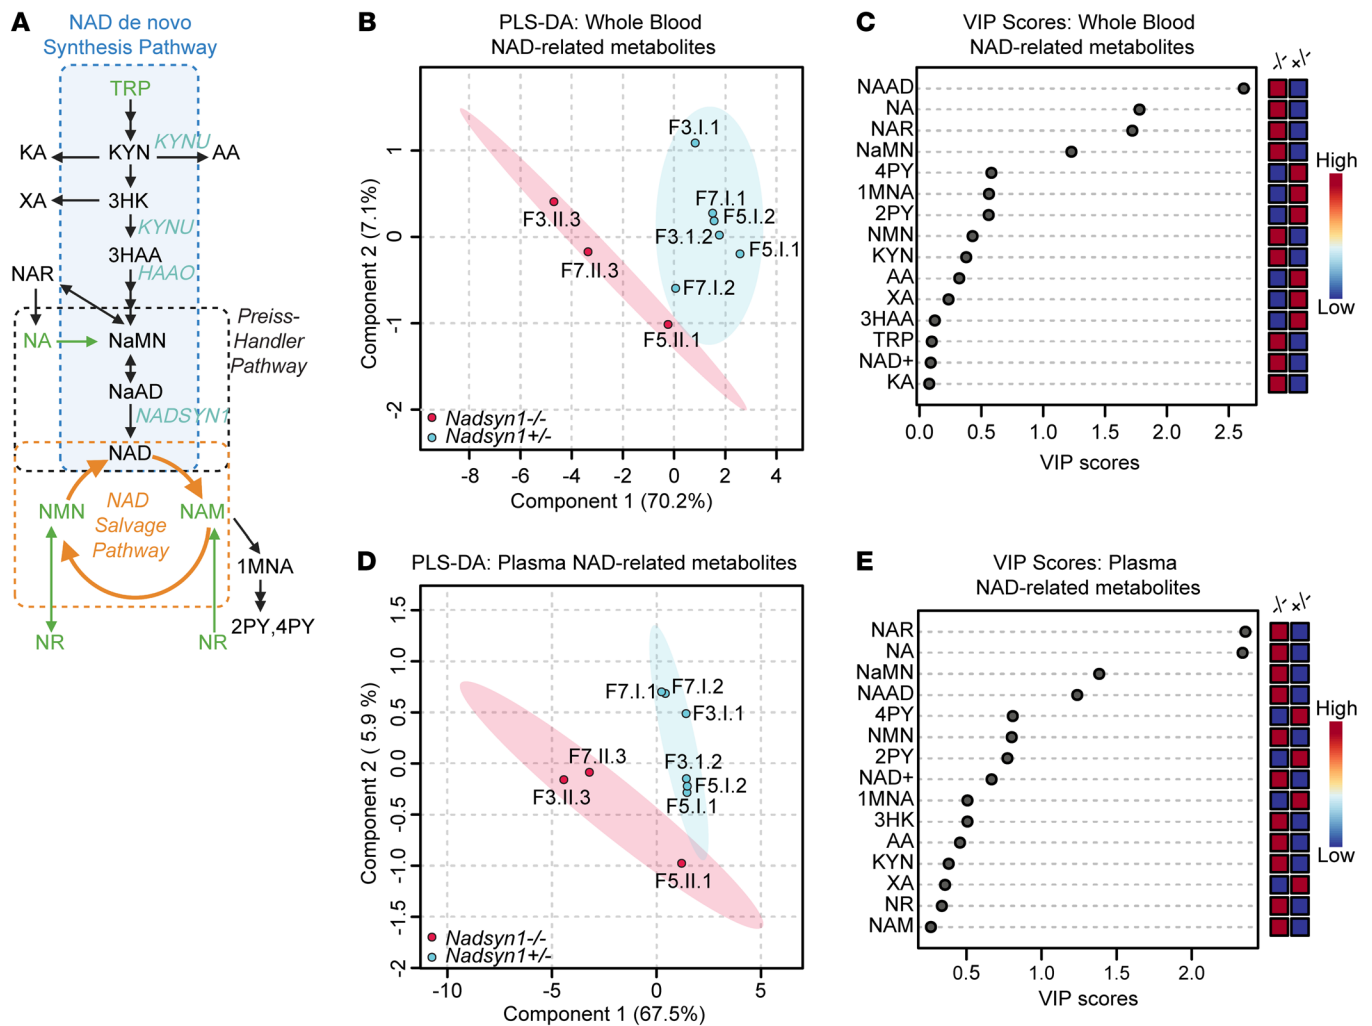 A
NAD de novo
Synthesis Pathway
TRP
KYNU
KA
KYN
AA
XA
3HK
KYNU
3HAA
HAAO
NAR
Preiss-
Handler
Pathway
NA
NaMN
NaAD
NADSYN1
NAD
NMN
NAD
Salvage
Pathway
NAM
1MNA
2PY,4PY
NR
NR
B
PLS-DA: Whole Blood
NAD-related metabolites
Component 2 (7.1%)
1
0
-1
-2
F3.I.1
F7.I.1
F5.I.2
F3.1.2
F5.I.1
F7.I.2
F3.II.3
F7.II.3
F5.II.1
Nadsyn1-/-
Nadsyn1+/-
-8 -6 -4 -2 0 2 4
Component 1 (70.2%)
C
VIP Scores: Whole Blood
NAD-related metabolites
-/- +/-
NAAD
NA
NAR
NaMN
4PY
1MNA
2PY
NMN
KYN
AA
XA
3HAA
TRP
NAD+
KA
High
Low
0.0 0.5 1.0 1.5 2.0 2.5
VIP scores
D
PLS-DA: Plasma NAD-related metabolites
Component 2 ( 5.9 %)
1.5
1.0
0.5
0.0
-0.5
-1.0
-1.5
-2
F7.I.1
F7.I.2
F3.I.1
F7.II.3
F3.1.2
F3.II.3
F5.I.2
F5.I.1
F5.II.1
Nadsyn1-/-
Nadsyn1+/-
-10 -5 0 5
Component 1 (67.5%)
E
VIP Scores: Plasma
NAD-related metabolites
-/- +/-
NAR
NA
NaMN
NAAD
4PY
NMN
2PY
NAD+
1MNA
3HK
AA
KYN
XA
NR
NAM
High
Low
0.5 1.0 1.5 2.0
VIP scores